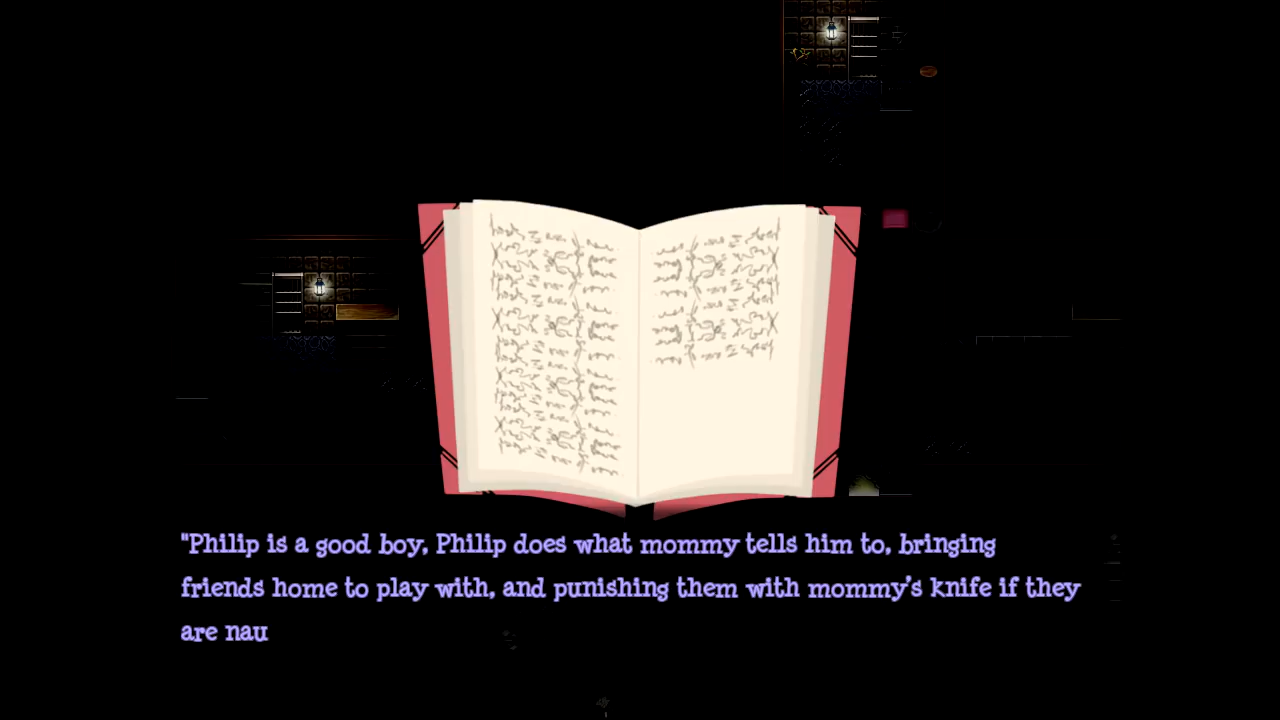 "Philip is a good boy, Philip does what mommy tells him to, bringing
friends home to play with, and punishing them with mommy's knife if they
are nau